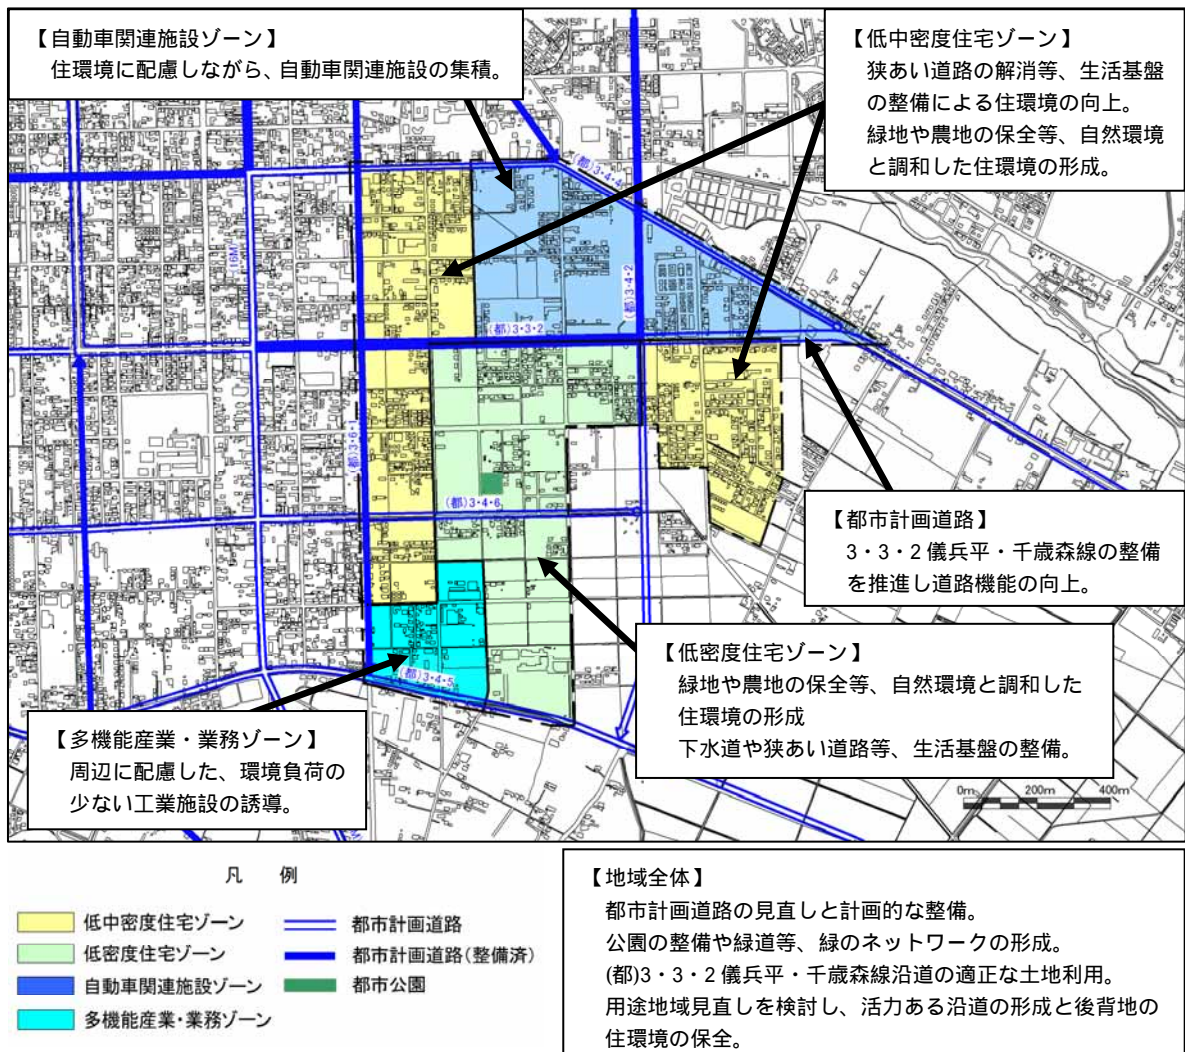 【自動車関連施設ゾーン】
住環境に配慮しながら、自動車関連施設の集積。
【低中密度住宅ゾーン】
狭あい道路の解消等、生活基盤
の整備による住環境の向上。
緑地や農地の保全等、自然環境
と調和した住環境の形成。
(都)3・4・4
(16M)
(都)3・4・2
(都)3・3・2
(都)3・6・1
(都)3・4・6
【都市計画道路】
3・3・2 儀兵平・千歳森線の整備
を推進し道路機能の向上。
【低密度住宅ゾーン】
緑地や農地の保全等、自然環境と調和した
住環境の形成
下水道や狭あい道路等、生活基盤の整備。
(都)3・4・5
【多機能産業・業務ゾーン】
周辺に配慮した、環境負荷の
少ない工業施設の誘導。
0m 200m 400m
凡 例
低中密度住宅ゾーン
低密度住宅ゾーン
自動車関連施設ゾーン
多機能産業・業務ゾーン
都市計画道路
都市計画道路(整備済)
都市公園
【地域全体】
都市計画道路の見直しと計画的な整備。
公園の整備や緑道等、緑のネットワークの形成。
(都)3・3・2 儀兵平・千歳森線沿道の適正な土地利用。
用途地域見直しを検討し、活力ある沿道の形成と後背地の
住環境の保全。